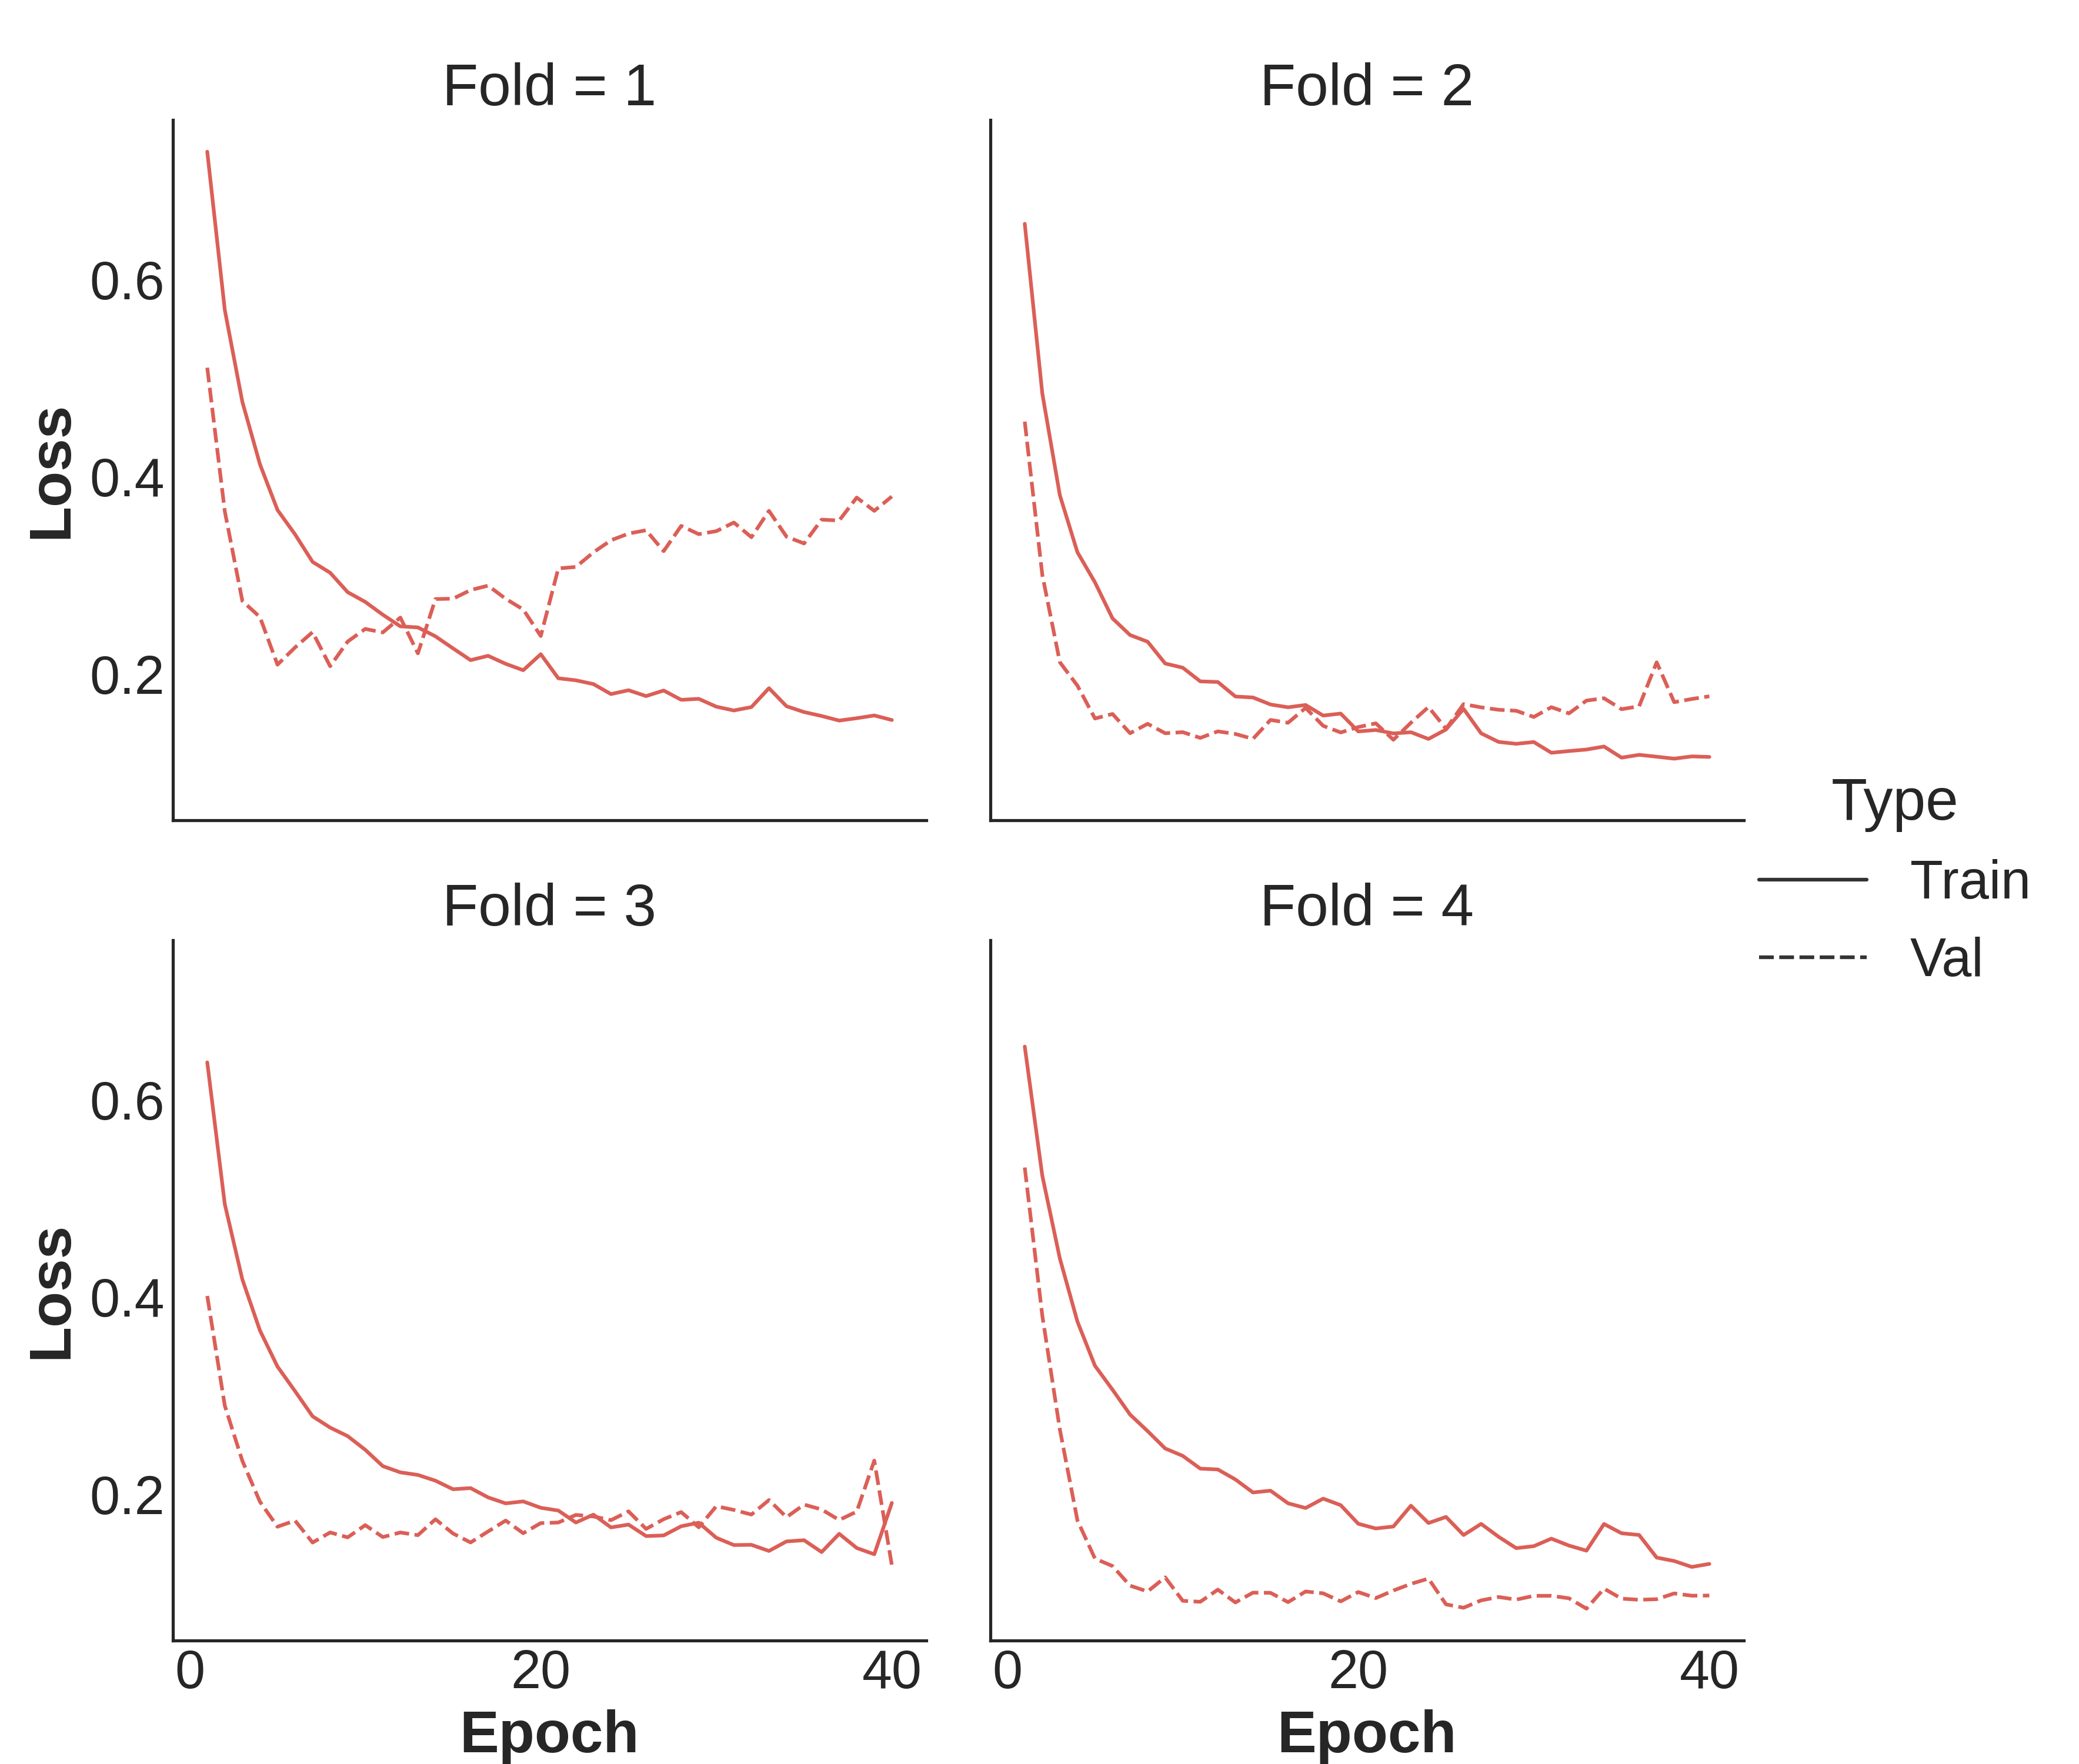 Fold = 1
Fold = 2
0.6
0.4
0.2
Loss
Type
Train
Val
Fold = 3
Fold = 4
0.6
0.4
0.2
Loss
0
20
40
0
20
40
Epoch
Epoch